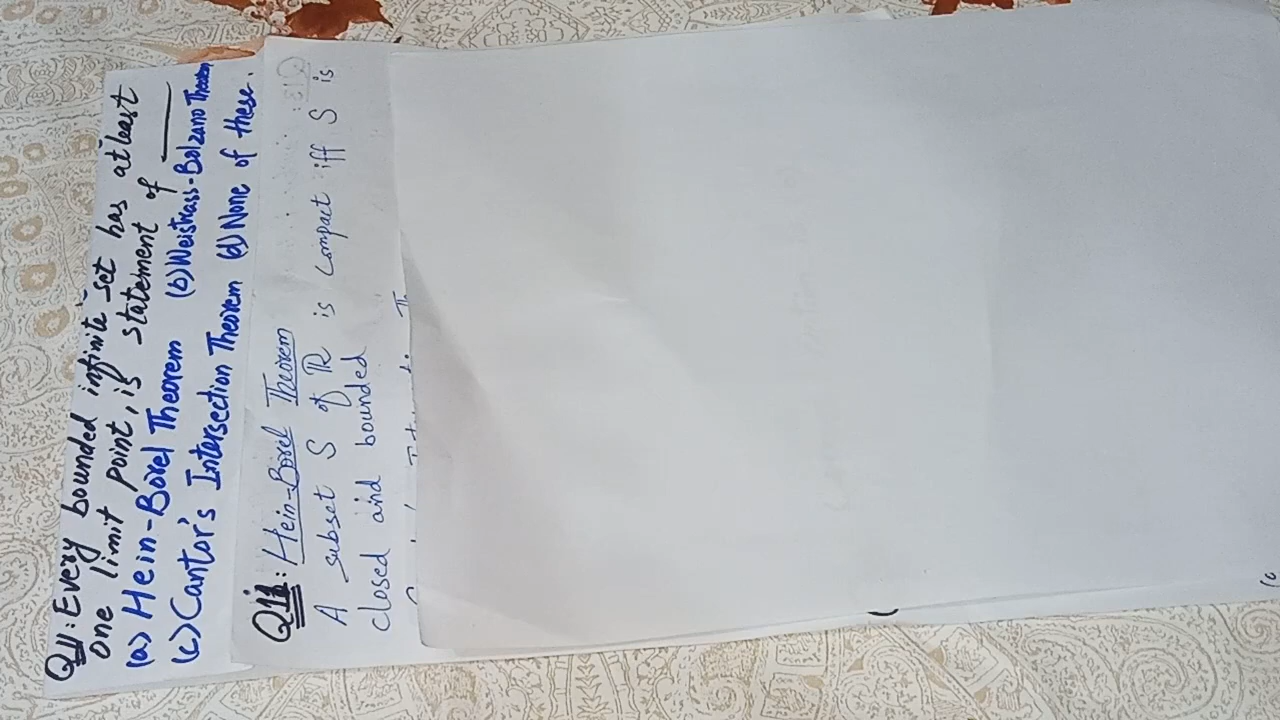 Q11: Every bounded infinite set has atleast
one limit point, is statement of ____
(a) Hein-Borel Theorem (b) Weistrass-Bolzano Theorem
(c) Cantor's Intersection Theorem (d) None of these.
Q11: Hein-Borel Theorem
A subset S of R is compact iff S is
closed and bounded